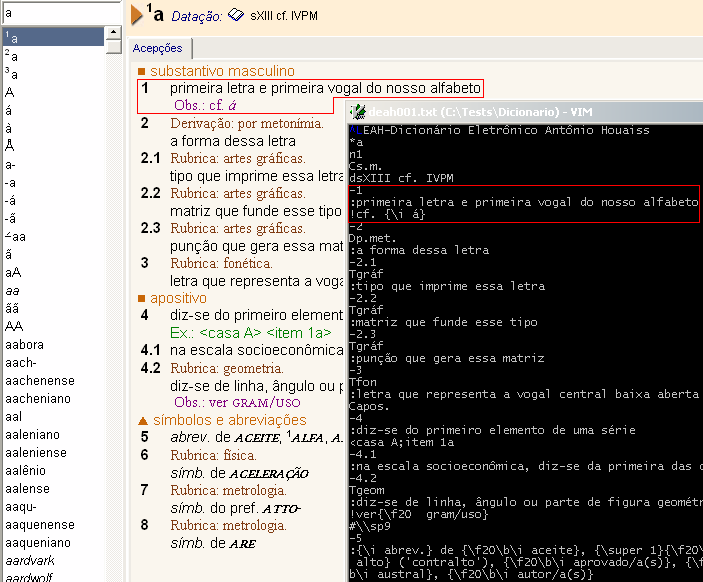 a
¹a
²a
³a
A
á
à
Å
a-
-a
-á
-ã
aa
ã
aA
aa
ãã
AA
aabora
aach-
aachenense
aacheniano
aal
aaleniano
aaleniense
aalênio
aalense
aaqu-
aaquenense
aaqueniano
aardvark
aardwolf
¹a Datação: sXIII cf. IVPM
Acepções
substantivo masculino
1 primeira letra e primeira vogal do nosso alfabeto
Obs.: cf. á
2 Derivação: por metonímia.
a forma dessa letra
2.1 Rubrica: artes gráficas.
tipo que imprime essa letra
2.2 Rubrica: artes gráficas.
matriz que funde esse tipo
2.3 Rubrica: artes gráficas.
punção que gera essa mat
3 Rubrica: fonética.
letra que representa a voga
apositivo
4 diz-se do primeiro element
Ex.: <casa A> <item 1a>
4.1 na escala socioeconômica
4.2 Rubrica: geometria.
diz-se de linha, ângulo ou p
Obs.: ver GRAM/USO
símbolos e abreviações
5 abrev. de ACEITE, ¹ALFA, A
6 Rubrica: física.
símb. de ACELERAÇÃO
7 Rubrica: metrologia.
símb. do pref. ATTO-
8 Rubrica: metrologia.
símb. de ARE
deah001.txt (C:\Tests\Dicionario) - VIM
EAH-Dicionário Eletrônico Antônio Houaiss
*a
n1
Cs.m.
dsXIII cf. IVPM
-1
:primeira letra e primeira vogal do nosso alfabeto
!cf. {\i á}
-2
Dp.met.
:a forma dessa letra
-2.1
Tgráf
:tipo que imprime essa letra
-2.2
Tgráf
:matriz que funde esse tipo
-2.3
Tgráf
:punção que gera essa matriz
-3
Tfon
:letra que representa a vogal central baixa aberta
Capos.
-4
:diz-se do primeiro elemento de uma série
<casa A;item 1a
-4.1
:na escala socioeconômica, diz-se da primeira das
-4.2
Tgeom
:diz-se de linha, ângulo ou parte de figura geométr
!ver{\f20 gram/uso}
#\\sp9
-5
:{\i abrev.} de {\f20\b\i aceite}, {\super 1}{\f20\
alto} ('contralto'), {\f20\b\i aprovado/a(s)}, {\f
b\i austral}, {\f20\b\i autor/a(s)}